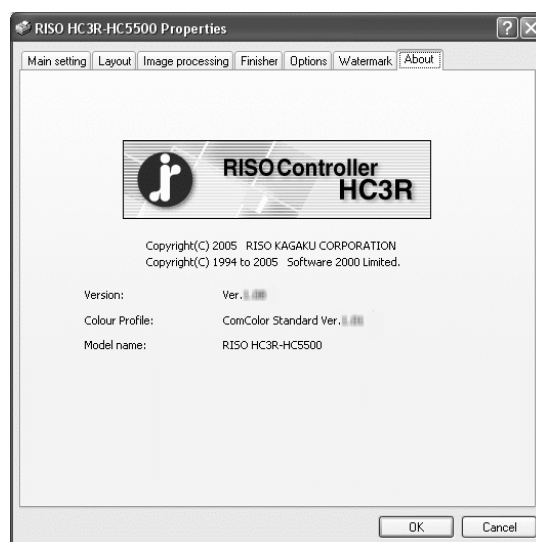 RISO HC3R-HC5500 Properties
Main setting Layout Image processing Finisher Options Watermark About
RISO Controller
HC3R
Copyright(C) 2005 RISO KAGAKU CORPORATION
Copyright(C) 1994 to 2005 Software 2000 Limited.
Version: Ver.
Colour Profile: ComColor Standard Ver.
Model name: RISO HC3R-HC5500
OK Cancel